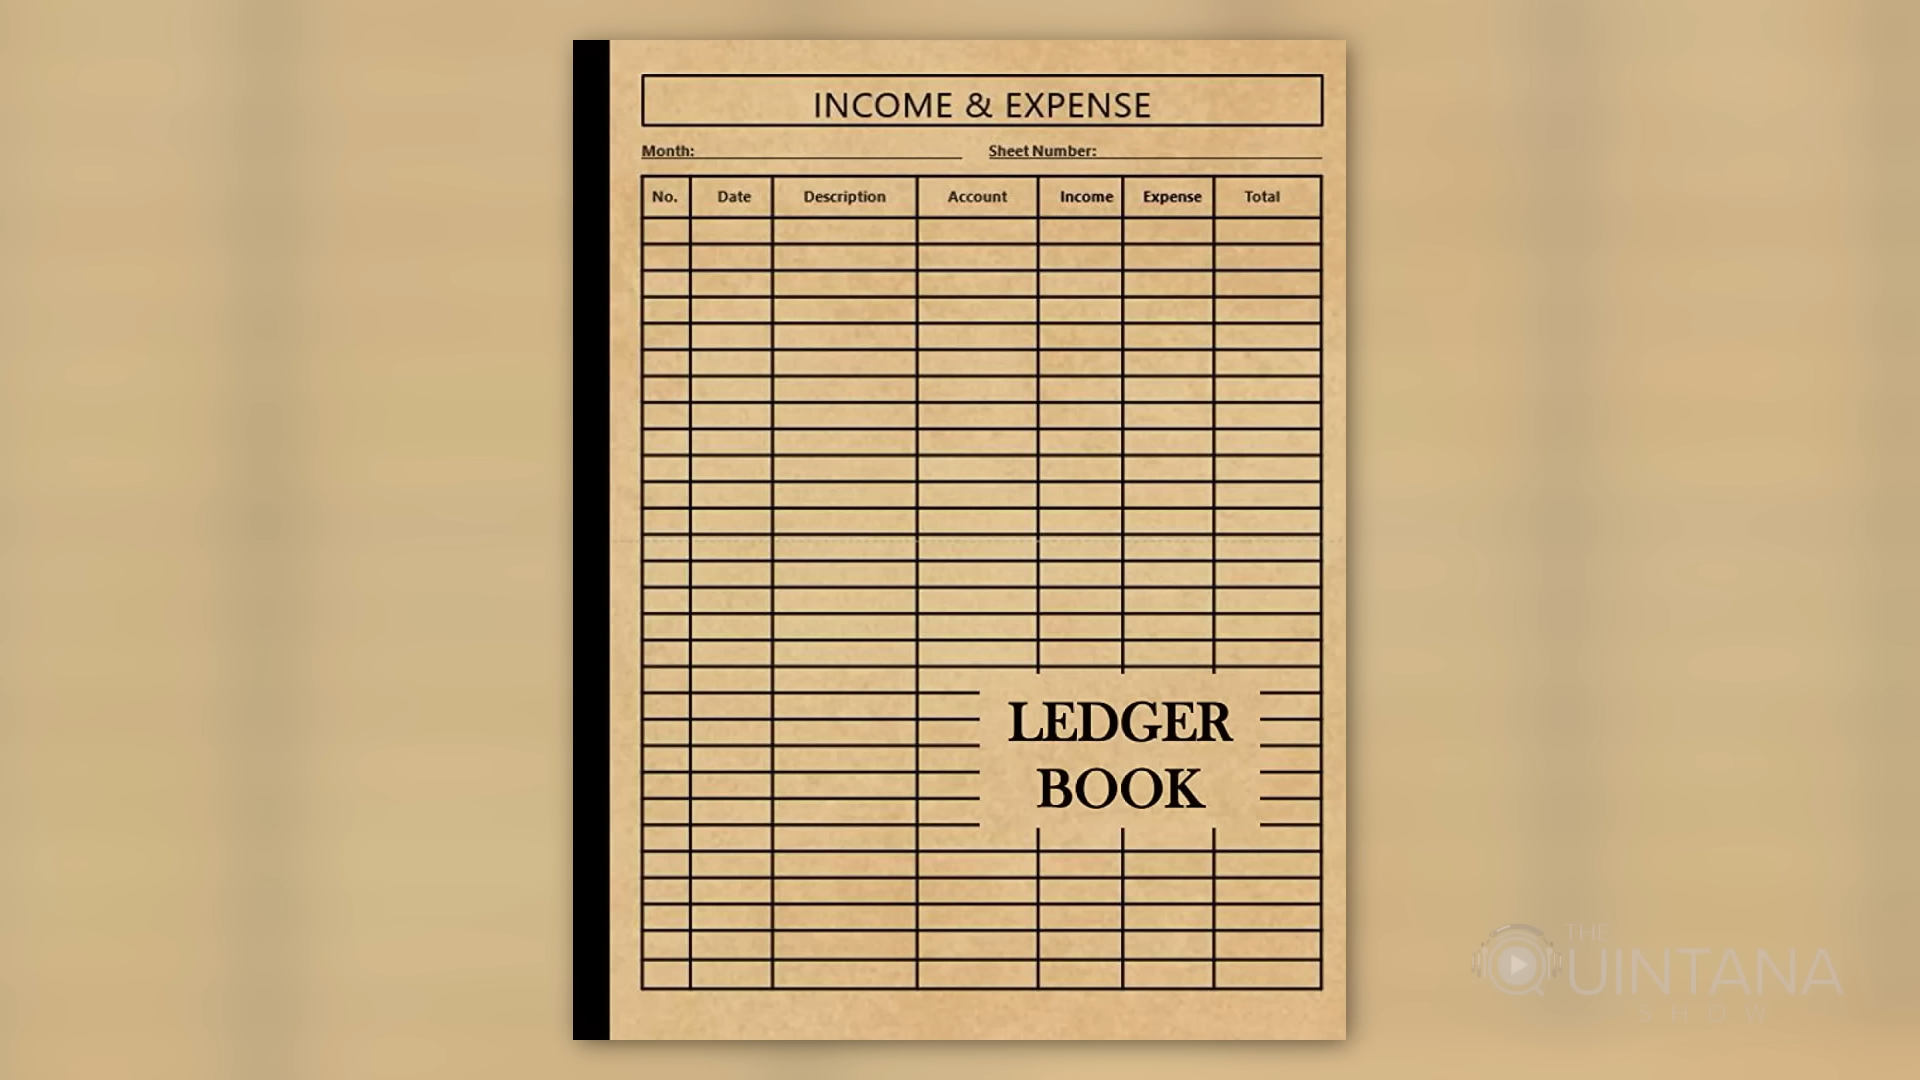 INCOME & EXPENSE
Month: Sheet Number:
No. Date Description Account Income Expense Total
LEDGER
BOOK
THE
QUINTANA
SHOW